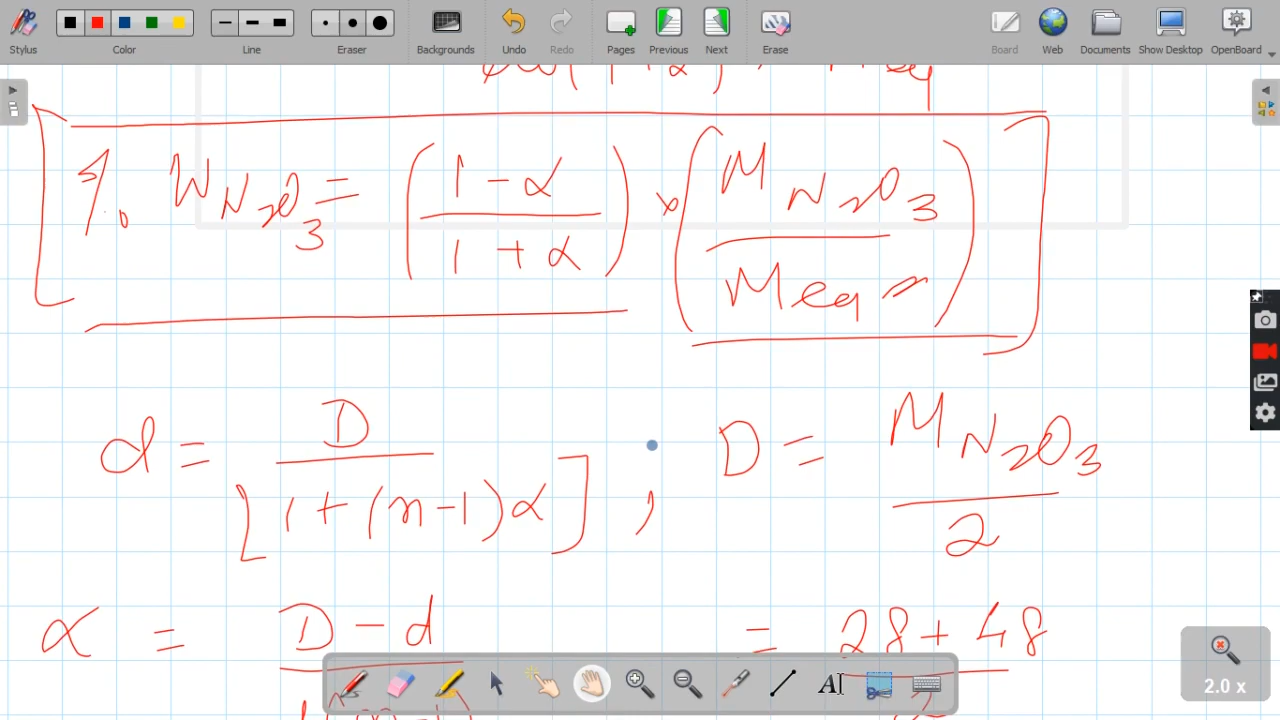 Stylus Color Line Eraser Backgrounds Undo Redo Pages Previous Next Erase Board Web Documents Show Desktop OpenBoard
% W N2O3 = (1-α / 1+α) × (M N2O3 / M eq n)
d = D / [1+(n-1)α] , D = M N2O3 / 2
α = D-d = 28+48
2.0 x